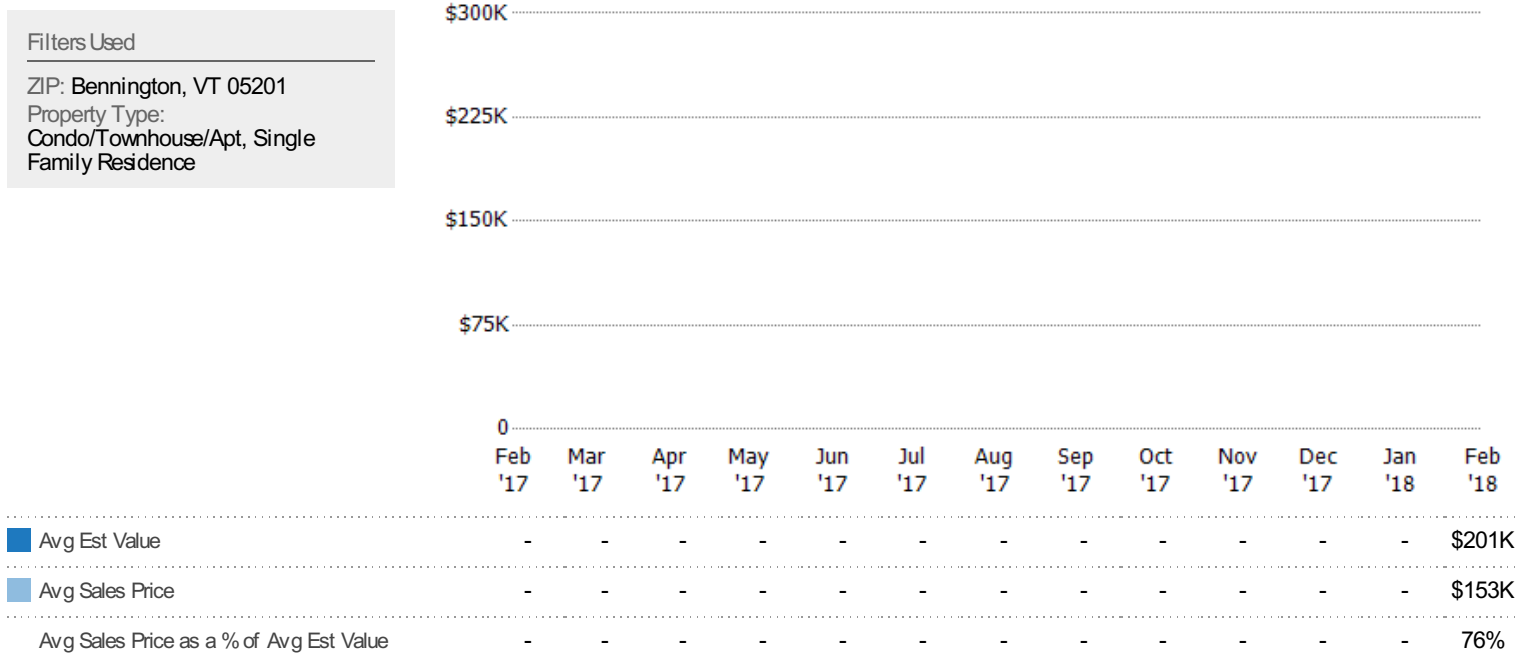 Filters Used
ZIP: Bennington, VT 05201
Property Type:
Condo/Townhouse/Apt, Single
Family Residence
$300K
$225K
$150K
$75K
0
Feb Mar Apr May Jun Jul Aug Sep Oct Nov Dec Jan Feb
'17 '17 '17 '17 '17 '17 '17 '17 '17 '17 '17 '18 '18
Avg Est Value - - - - - - - - - - - - $201K
Avg Sales Price - - - - - - - - - - - - $153K
Avg Sales Price as a % of Avg Est Value - - - - - - - - - - - - 76%